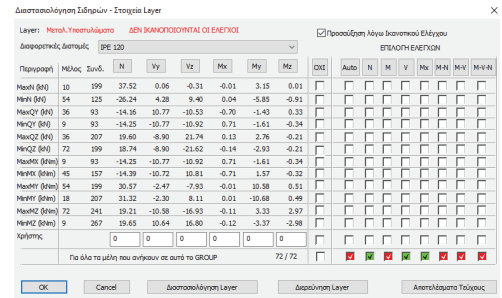 Διαστασιολόγηση Σιδηρών - Στοιχεία Layer
Layer: Μεταλ.Υποστυλώματα ΔΕΝ ΙΚΑΝΟΠΟΙΟΥΝΤΑΙ ΟΙ ΕΛΕΓΧΟΙ
Προσαύξηση λόγω Ικανοτικού Ελέγχου
Διαφορετικές Διατομές IPE 120
ΕΠΙΛΟΓΗ ΕΛΕΓΧΩΝ
Περιγραφή Μέλος Συνδ. N Vy Vz Mx My Mz ΟΧΙ Auto N M V Mx M-N M-V M-V-N
MaxN (kN) 10 199 37.52 0.06 -0.31 -0.01 3.15 0.01
MinN (kN) 54 125 -26.24 4.28 9.40 0.04 -5.85 -0.91
MaxQY (kN) 36 93 -14.16 10.77 -10.53 -0.70 -1.43 0.33
MinQY (kN) 9 93 -14.25 -10.77 -10.92 0.71 -1.61 -0.34
MaxQZ (kN) 36 207 19.60 -8.90 21.74 0.13 2.76 -0.21
MinQZ (kN) 72 199 18.74 -8.90 -21.62 -0.14 -2.93 -0.21
MaxMX (kNm) 9 93 -14.25 -10.77 -10.92 0.71 -1.61 -0.34
MinMX (kNm) 45 157 -14.39 -10.72 10.81 -0.71 1.57 -0.32
MaxMY (kNm) 54 199 30.57 -2.47 -7.93 -0.01 10.58 0.51
MinMY (kNm) 18 207 31.32 -2.30 8.11 0.01 -10.68 0.49
MaxMZ (kNm) 72 241 19.21 -10.58 -16.93 -0.11 3.33 2.97
MinMZ (kNm) 9 267 19.65 10.64 16.80 -0.12 -3.37 -2.98
Χρήστης 0 0 0 0 0 0
Για όλα τα μέλη που ανήκουν σε αυτό το GROUP 72 / 72
OK Cancel Διαστασιολόγηση Layer Διερεύνηση Layer Αποτελέσματα Τεύχους